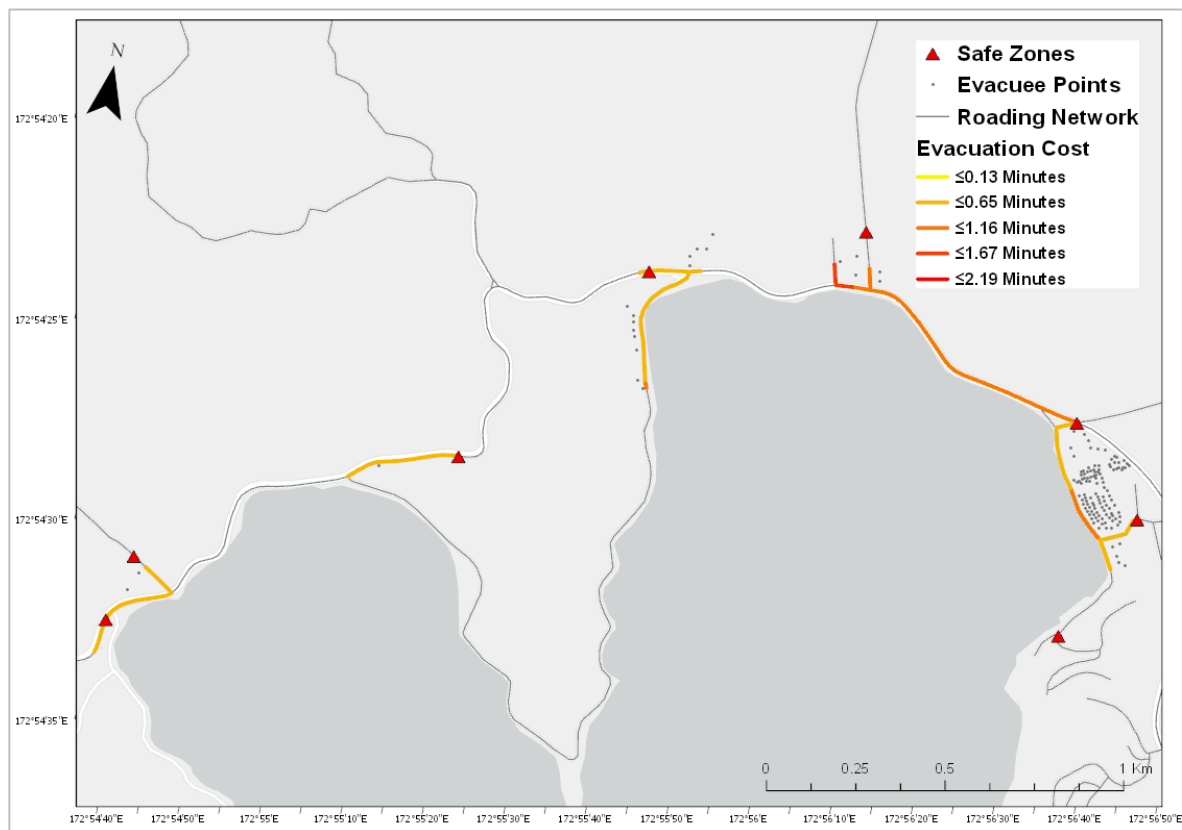 N
Safe Zones
Evacuee Points
Roading Network
Evacuation Cost
≤0.13 Minutes
≤0.65 Minutes
≤1.16 Minutes
≤1.67 Minutes
≤2.19 Minutes
172°54'20"E
172°54'25"E
172°54'30"E
172°54'35"E
0 0.25 0.5 1 Km
172°54'40"E 172°54'50"E 172°55'E 172°55'10"E 172°55'20"E 172°55'30"E 172°55'40"E 172°55'50"E 172°56'E 172°56'10"E 172°56'20"E 172°56'30"E 172°56'40"E 172°56'50"E